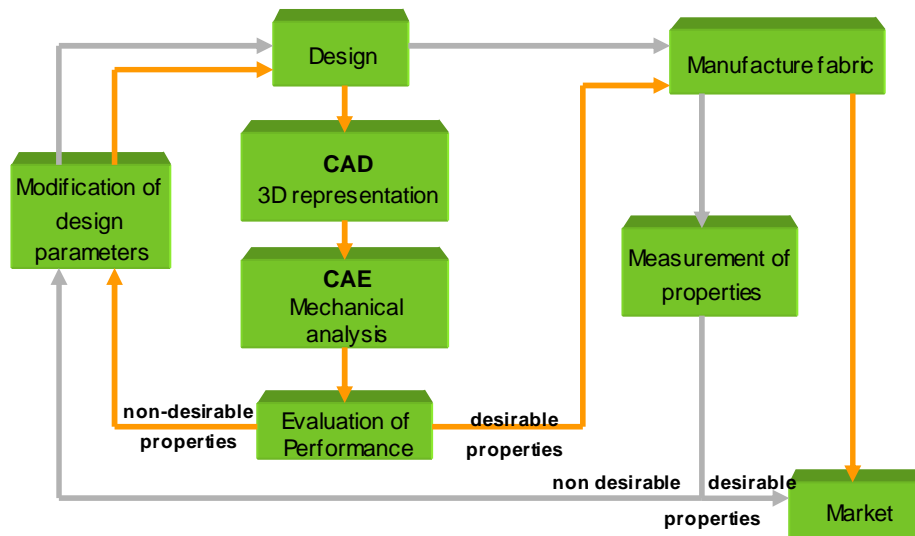 Design
Manufacture fabric
CAD
3D representation
Modification of
design
parameters
CAE
Mechanical
analysis
Measurement of
properties
non-desirable
properties
Evaluation of
Performance
desirable
properties
non desirable
desirable
properties
Market